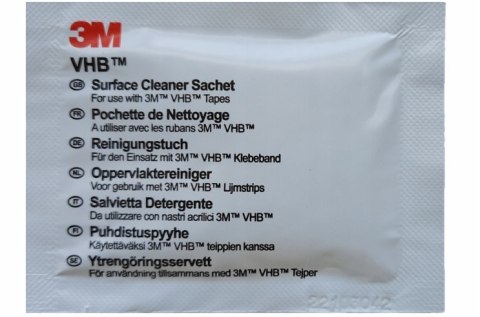 3M
VHB™
GB Surface Cleaner Sachet
For use with 3M™ VHB™ Tapes
FR Pochette de Nettoyage
A utiliser avec les rubans 3M™ VHB™
DE Reinigungstuch
Für den Einsatz mit 3M™ VHB™ Klebeband
NL Oppervlaktereiniger
Voor gebruik met 3M™ VHB™ Lijmstrips
IT Salvietta Detergente
Da utilizzare con nastri acrilici 3M™ VHB™
FI Puhdistuspyyhe
Käytettäväksi 3M™ VHB™ teippien kanssa
SE Ytrengöringsservett
För användning tillsammans med 3M™ VHB™ Tejper